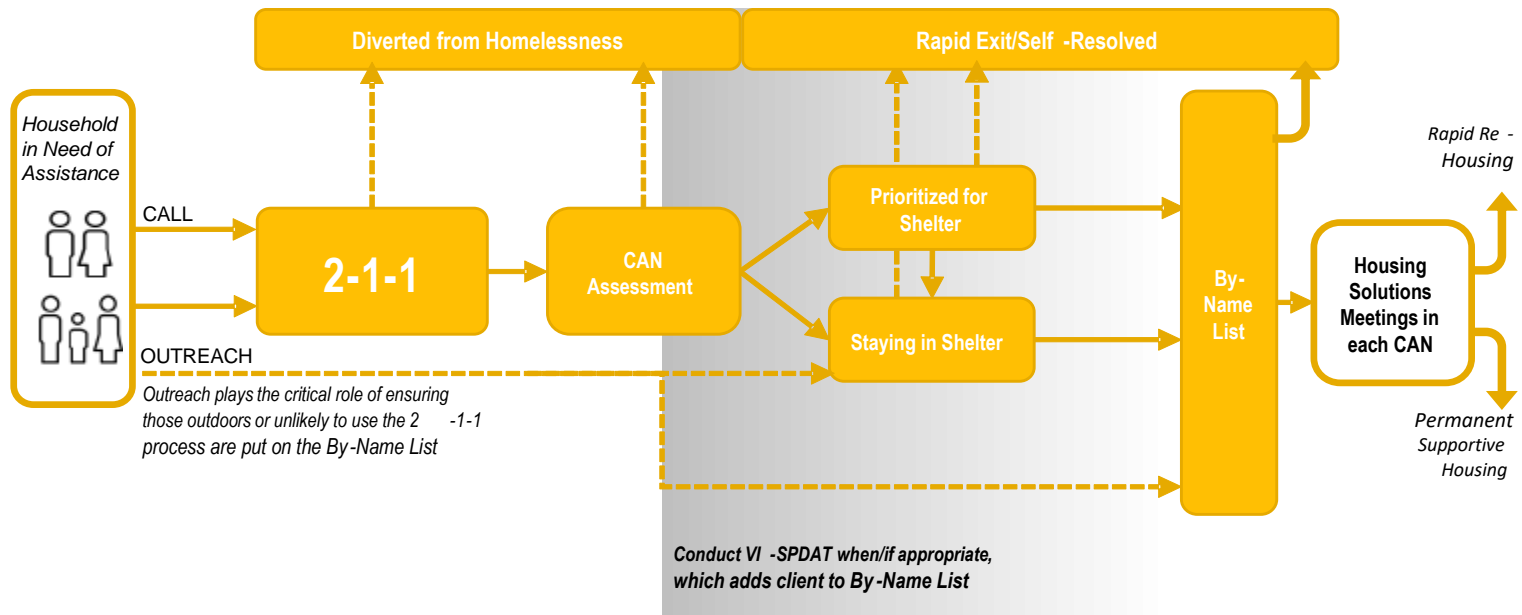 Diverted from Homelessness
Rapid Exit/Self -Resolved
Household
in Need of
Assistance
CALL
2-1-1
CAN
Assessment
Prioritized for
Shelter
Staying in Shelter
By-
Name
List
Housing
Solutions
Meetings in
each CAN
Rapid Re -
Housing
Permanent
Supportive
Housing
OUTREACH
Outreach plays the critical role of ensuring
those outdoors or unlikely to use the 2 -1-1
process are put on the By-Name List
Conduct VI -SPDAT when/if appropriate,
which adds client to By-Name List